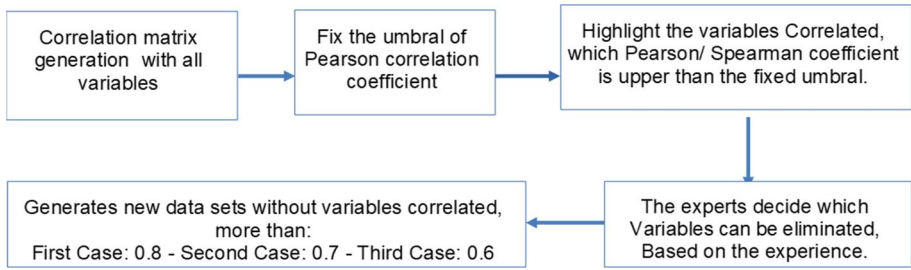 Correlation matrix
generation with all
variables
Fix the umbral of
Pearson correlation
coefficient
Highlight the variables Correlated,
which Pearson/ Spearman coefficient
is upper than the fixed umbral.
The experts decide which
Variables can be eliminated,
Based on the experience.
Generates new data sets without variables correlated,
more than:
First Case: 0.8 - Second Case: 0.7 - Third Case: 0.6